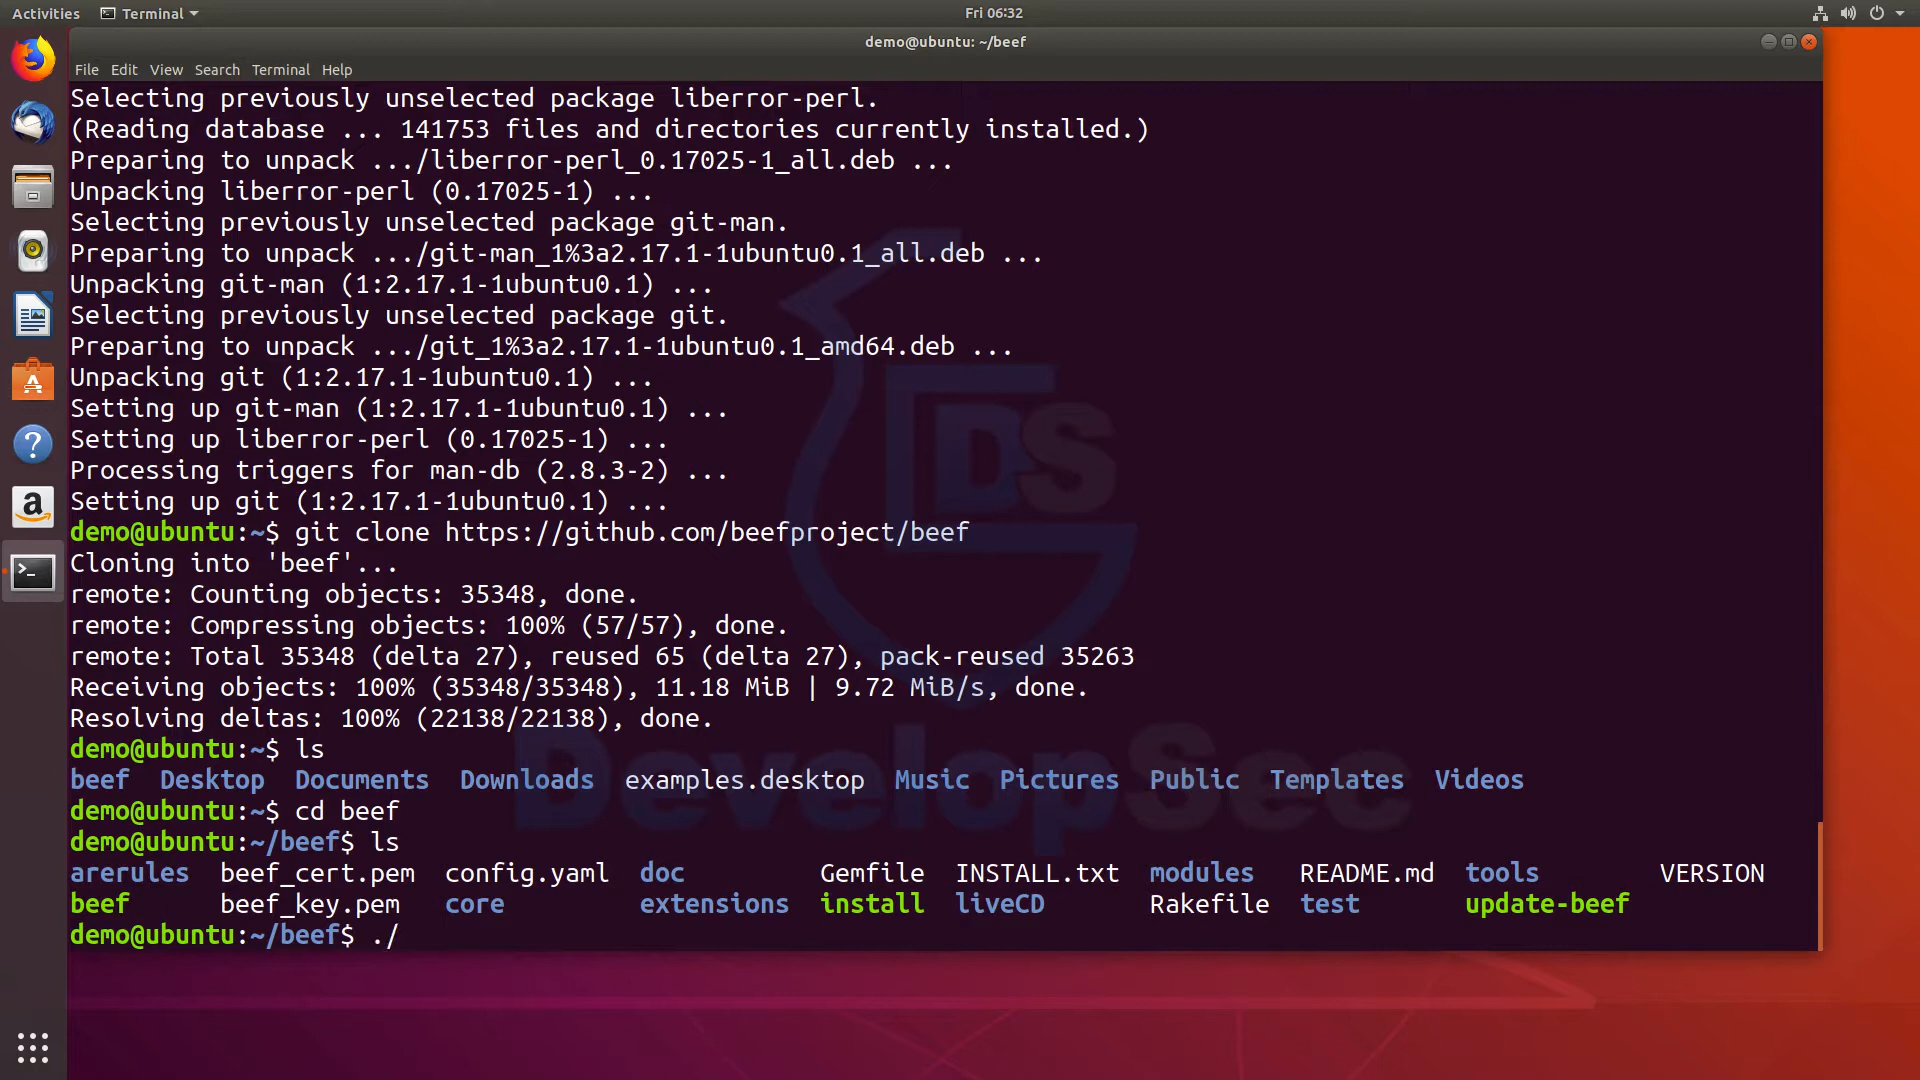 Activities Terminal Fri 06:32
demo@ubuntu: ~/beef
File Edit View Search Terminal Help
Selecting previously unselected package liberror-perl.
(Reading database ... 141753 files and directories currently installed.)
Preparing to unpack .../liberror-perl_0.17025-1_all.deb ...
Unpacking liberror-perl (0.17025-1) ...
Selecting previously unselected package git-man.
Preparing to unpack .../git-man_1%3a2.17.1-1ubuntu0.1_all.deb ...
Unpacking git-man (1:2.17.1-1ubuntu0.1) ...
Selecting previously unselected package git.
Preparing to unpack .../git_1%3a2.17.1-1ubuntu0.1_amd64.deb ...
Unpacking git (1:2.17.1-1ubuntu0.1) ...
Setting up git-man (1:2.17.1-1ubuntu0.1) ...
Setting up liberror-perl (0.17025-1) ...
Processing triggers for man-db (2.8.3-2) ...
Setting up git (1:2.17.1-1ubuntu0.1) ...
demo@ubuntu:~$ git clone https://github.com/beefproject/beef
Cloning into 'beef'...
remote: Counting objects: 35348, done.
remote: Compressing objects: 100% (57/57), done.
remote: Total 35348 (delta 27), reused 65 (delta 27), pack-reused 35263
Receiving objects: 100% (35348/35348), 11.18 MiB | 9.72 MiB/s, done.
Resolving deltas: 100% (22138/22138), done.
demo@ubuntu:~$ ls
beef Desktop Documents Downloads examples.desktop Music Pictures Public Templates Videos
demo@ubuntu:~$ cd beef
demo@ubuntu:~/beef$ ls
arerules beef_cert.pem config.yaml doc Gemfile INSTALL.txt modules README.md tools VERSION
beef beef_key.pem core extensions install liveCD Rakefile test update-beef
demo@ubuntu:~/beef$ ./
DS
DevelopSec